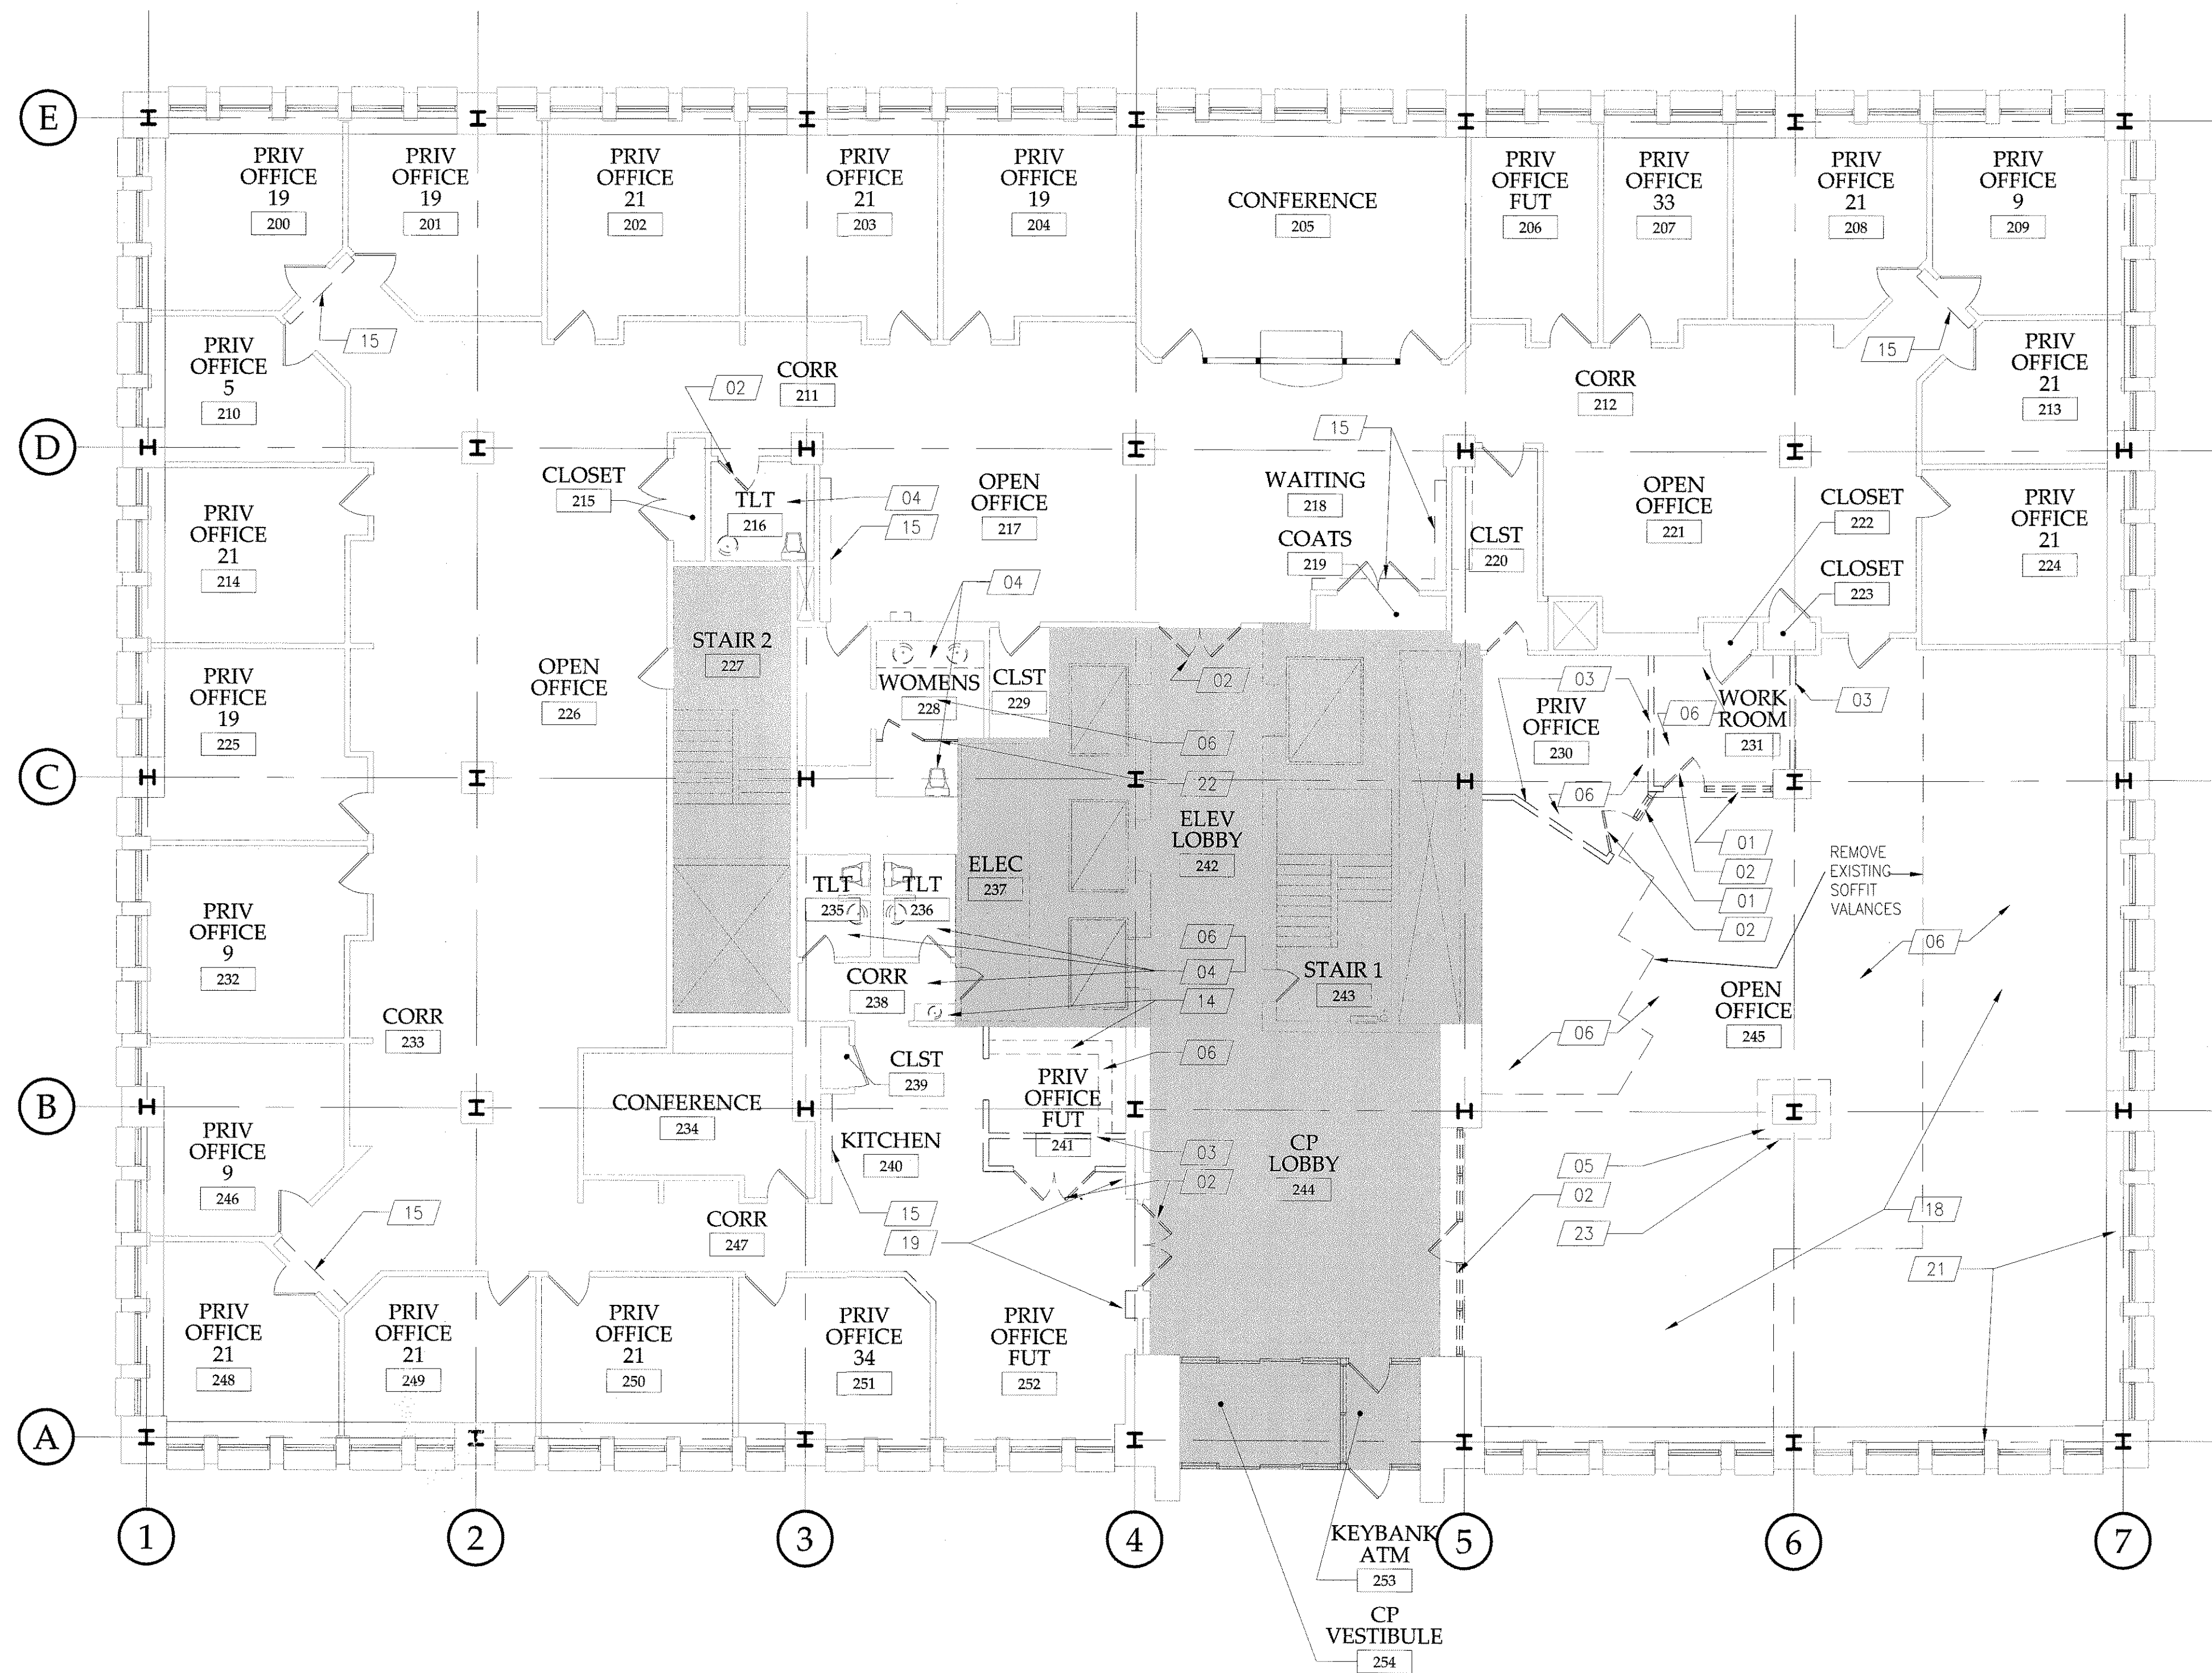 E
PRIV
OFFICE
19
200
PRIV
OFFICE
19
201
PRIV
OFFICE
21
202
PRIV
OFFICE
21
203
PRIV
OFFICE
19
204
CONFERENCE
205
PRIV
OFFICE
FUT
206
PRIV
OFFICE
33
207
PRIV
OFFICE
21
208
PRIV
OFFICE
9
209
15
PRIV
OFFICE
5
210
02
CORR
211
CORR
212
15
PRIV
OFFICE
21
213
D
15
CLOSET
215
TLT
216
04
15
OPEN
OFFICE
217
WAITING
218
COATS
219
CLST
220
OPEN
OFFICE
221
CLOSET
222
CLOSET
223
PRIV
OFFICE
21
224
PRIV
OFFICE
21
214
04
STAIR 2
227
OPEN
OFFICE
226
PRIV
OFFICE
19
225
WOMENS
228
CLST
229
02
03
PRIV
OFFICE
230
06
WORK
ROOM
231
03
06
22
C
06
ELEV
LOBBY
242
ELEC
237
TLT
235
TLT
236
01
02
01
02
REMOVE
EXISTING
SOFFIT
VALANCES
06
PRIV
OFFICE
9
232
06
04
14
CORR
238
STAIR 1
243
OPEN
OFFICE
245
CORR
233
06
06
CLST
239
PRIV
OFFICE
FUT
241
B
CONFERENCE
234
PRIV
OFFICE
9
246
KITCHEN
240
03
02
CP
LOBBY
244
05
02
23
18
15
CORR
247
15
19
21
PRIV
OFFICE
21
248
PRIV
OFFICE
21
249
PRIV
OFFICE
21
250
PRIV
OFFICE
34
251
PRIV
OFFICE
FUT
252
A
1
2
3
4
5
6
7
KEYBANK
ATM
253
CP
VESTIBULE
254